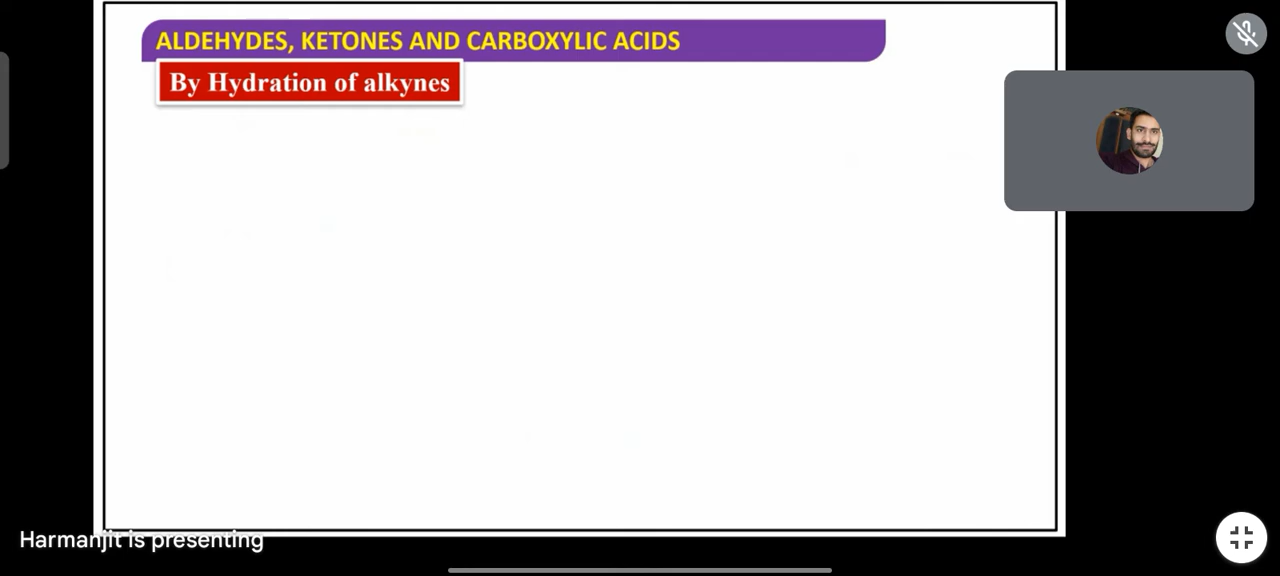 ALDEHYDES, KETONES AND CARBOXYLIC ACIDS
By Hydration of alkynes
Harmanjit is presenting